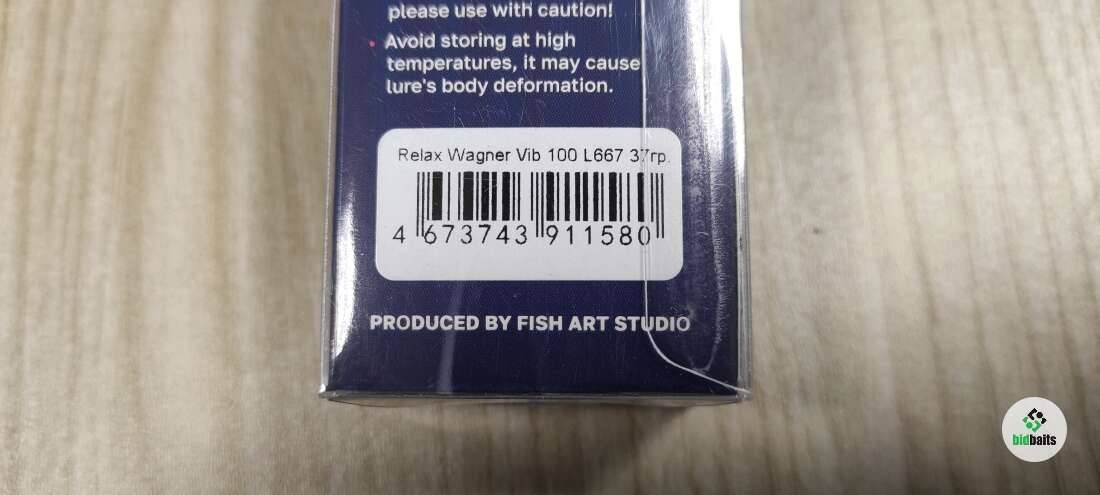 please use with caution!
Avoid storing at high
temperatures, it may cause
lure's body deformation.
Relax Wagner Vib 100 L667 37гр.
4 673743 911580
PRODUCED BY FISH ART STUDIO
bidbaits